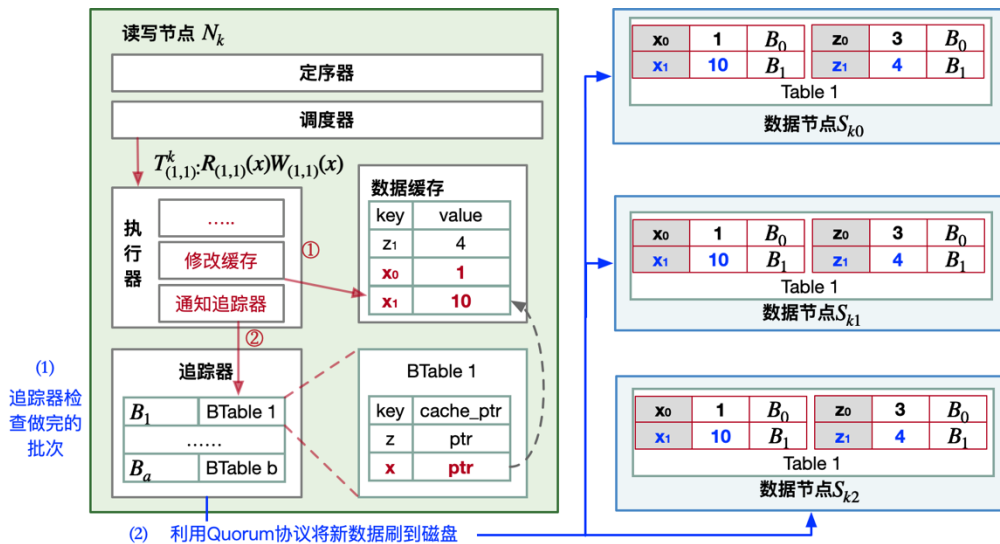 读写节点 N_k
定序器
调度器
T^k_{(1,1)}:R_{(1,1)}(x)W_{(1,1)}(x)
执行器
.....
修改缓存
通知追踪器
①
②
数据缓存
key value
z₁ 4
x₀ 1
x₁ 10
追踪器
B₁ BTable 1
......
B_a BTable b
BTable 1
key cache_ptr
z ptr
x ptr
(1)
追踪器检
查做完的
批次
(2) 利用Quorum协议将新数据刷到磁盘
x₀ 1 B₀ z₀ 3 B₀
x₁ 10 B₁ z₁ 4 B₁
Table 1
数据节点S_{k0}
x₀ 1 B₀ z₀ 3 B₀
x₁ 10 B₁ z₁ 4 B₁
Table 1
数据节点S_{k1}
x₀ 1 B₀ z₀ 3 B₀
x₁ 10 B₁ z₁ 4 B₁
Table 1
数据节点S_{k2}